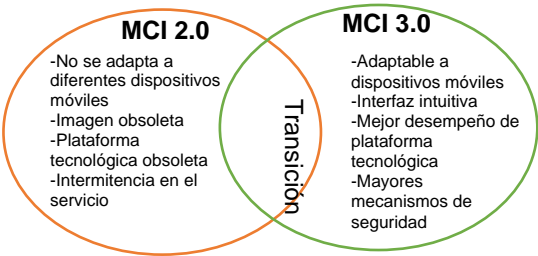 MCI 2.0
-No se adapta a
diferentes dispositivos
móviles
-Imagen obsoleta
-Plataforma
tecnológica obsoleta
-Intermitencia en el
servicio
Transición
MCI 3.0
-Adaptable a
dispositivos móviles
-Interfaz intuitiva
-Mejor desempeño de
plataforma
tecnológica
-Mayores
mecanismos de
seguridad